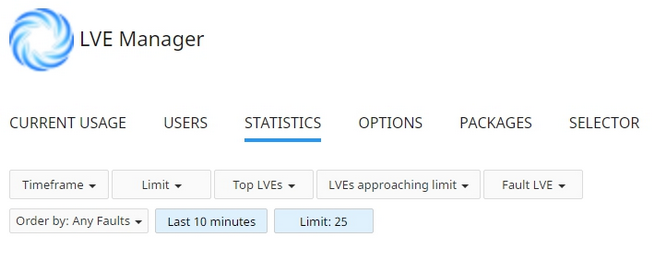 LVE Manager
CURRENT USAGE USERS STATISTICS OPTIONS PACKAGES SELECTOR
Timeframe Limit Top LVEs LVEs approaching limit Fault LVE
Order by: Any Faults Last 10 minutes Limit: 25